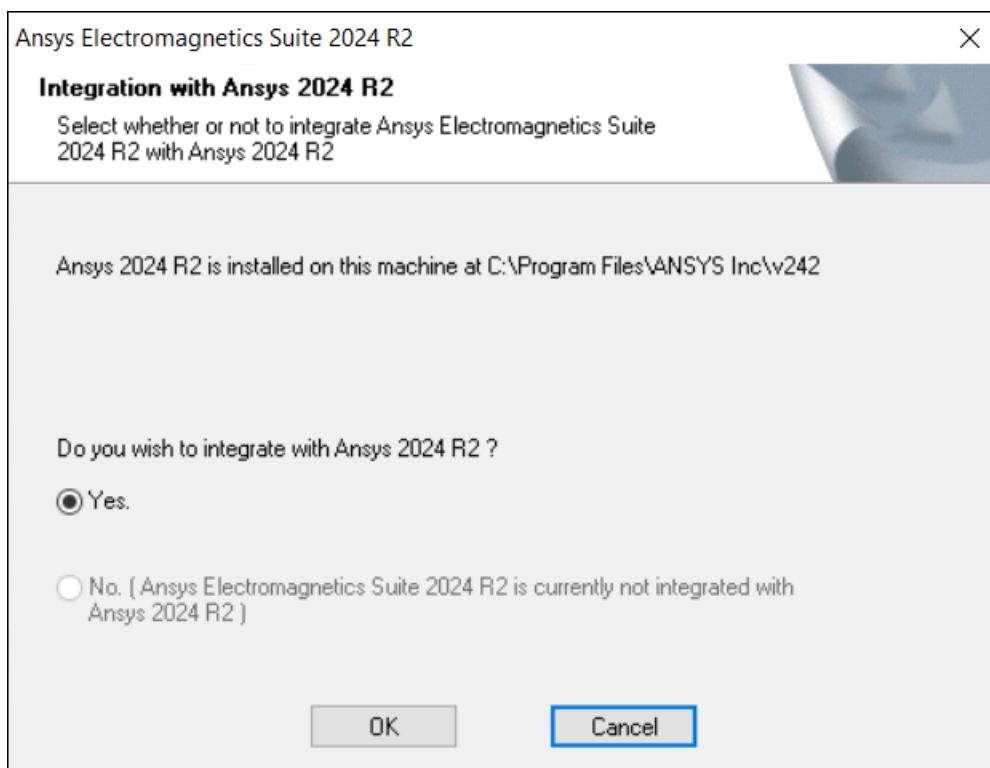 Ansys Electromagnetics Suite 2024 R2
Integration with Ansys 2024 R2
Select whether or not to integrate Ansys Electromagnetics Suite
2024 R2 with Ansys 2024 R2
Ansys 2024 R2 is installed on this machine at C:\Program Files\ANSYS Inc\v242
Do you wish to integrate with Ansys 2024 R2 ?
Yes.
No. ( Ansys Electromagnetics Suite 2024 R2 is currently not integrated with
Ansys 2024 R2 )
OK
Cancel